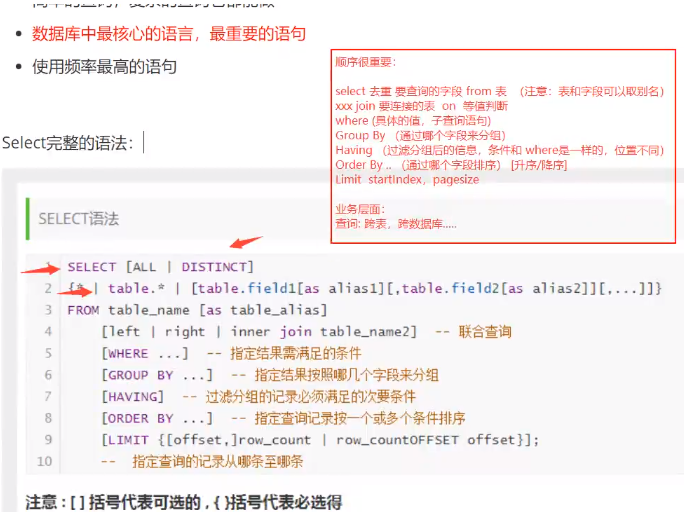 简单的查询，复杂的查询它都能做
数据库中最核心的语言，最重要的语句
使用频率最高的语句
Select完整的语法：
顺序很重要：
select 去重 要查询的字段 from 表 （注意：表和字段可以取别名）
xxx join 要连接的表 on 等值判断
where (具体的值，子查询语句)
Group By （通过哪个字段来分组）
Having （过滤分组后的信息，条件和 where是一样的，位置不同）
Order By .. （通过哪个字段排序） [升序/降序]
Limit startIndex，pagesize
业务层面：
查询: 跨表，跨数据库.....
SELECT语法
1 SELECT [ALL | DISTINCT]
2 {* | table.* | [table.field1[as alias1][,table.field2[as alias2]][,...]]}
3 FROM table_name [as table_alias]
4 [left | right | inner join table_name2] -- 联合查询
5 [WHERE ...] -- 指定结果需满足的条件
6 [GROUP BY ...] -- 指定结果按照哪几个字段来分组
7 [HAVING] -- 过滤分组的记录必须满足的次要条件
8 [ORDER BY ...] -- 指定查询记录按一个或多个条件排序
9 [LIMIT {[offset,]row_count | row_countOFFSET offset}];
10 -- 指定查询的记录从哪条至哪条
注意 : [ ] 括号代表可选的 , { }括号代表必选得